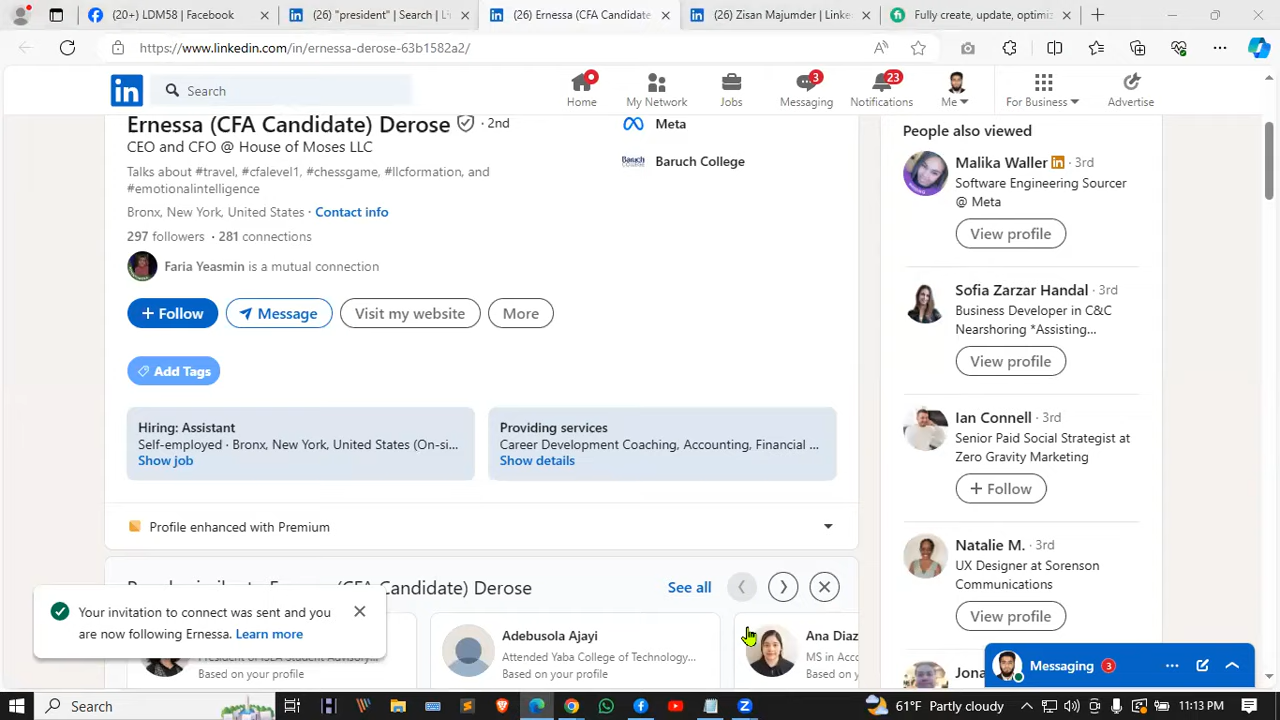 (20+) LDM58 | Facebook
(26) "president" | Search | L
(26) Ernessa (CFA Candidate)
(26) Zisan Majumder | Linke
Fully create, update, optimi
https://www.linkedin.com/in/ernessa-derose-63b1582a2/
in
Search
Home
My Network
Jobs
3
Messaging
23
Notifications
Me
For Business
Advertise
Ernessa (CFA Candidate) Derose · 2nd
CEO and CFO @ House of Moses LLC
Talks about #travel, #cfalevel1, #chessgame, #llcformation, and
#emotionalintelligence
Bronx, New York, United States · Contact info
297 followers · 281 connections
Faria Yeasmin is a mutual connection
+ Follow
Message
Visit my website
More
Add Tags
Meta
Baruch College
Hiring: Assistant
Self-employed · Bronx, New York, United States (On-si...
Show job
Providing services
Career Development Coaching, Accounting, Financial ...
Show details
Profile enhanced with Premium
Candidate) Derose
See all
Adebusola Ajayi
Attended Yaba College of Technology...
Based on your profile
Ana Diaz
MS in Acco
Based on y
Based on your profile
Your invitation to connect was sent and you
are now following Ernessa. Learn more
People also viewed
Malika Waller in · 3rd
Software Engineering Sourcer
@ Meta
View profile
Sofia Zarzar Handal · 3rd
Business Developer in C&C
Nearshoring *Assisting...
View profile
Ian Connell · 3rd
Senior Paid Social Strategist at
Zero Gravity Marketing
+ Follow
Natalie M. · 3rd
UX Designer at Sorenson
Communications
View profile
Jona
Messaging 3
Search
61°F Partly cloudy
11:13 PM